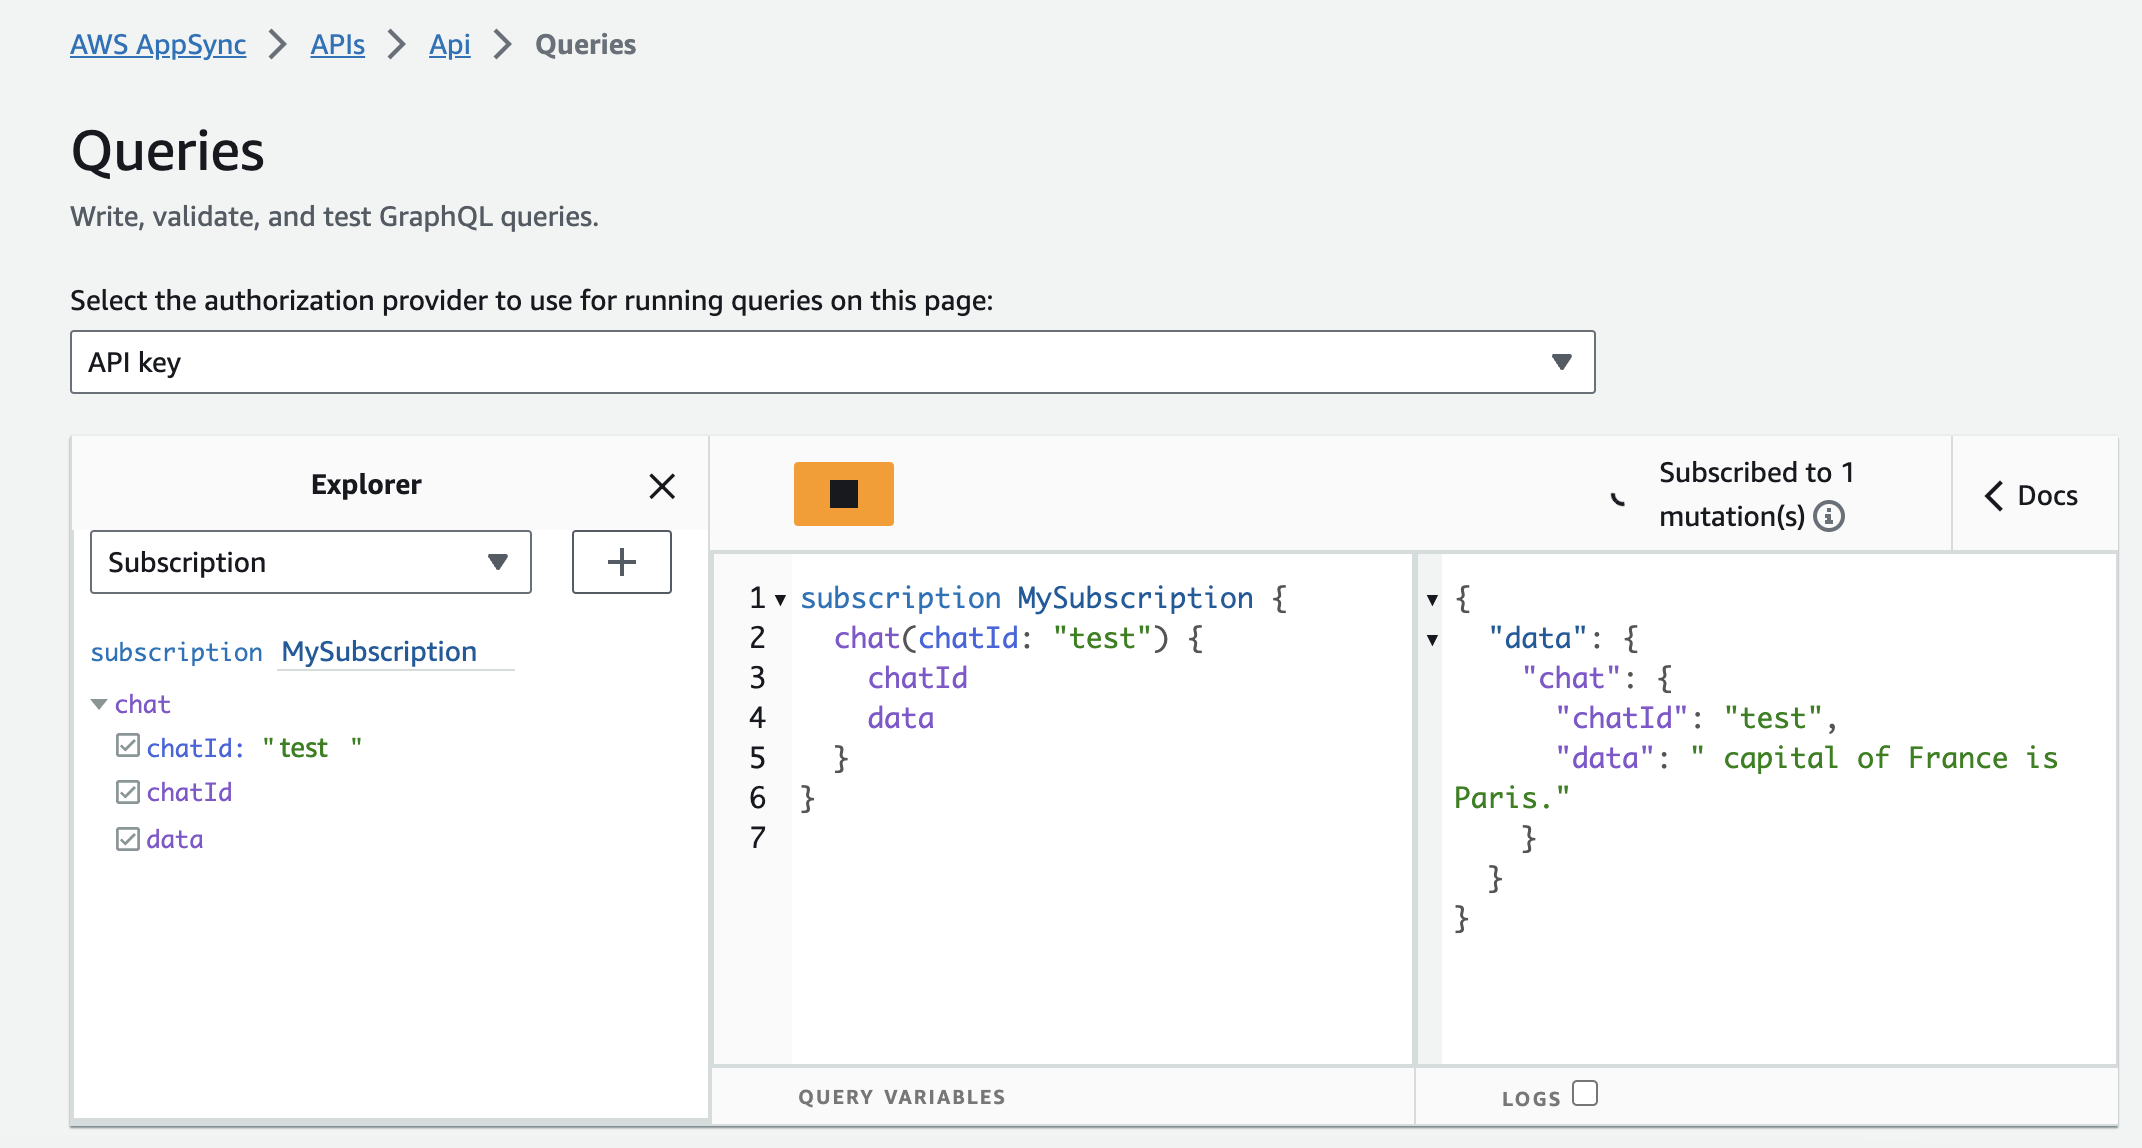 AWS AppSync > APIs > Api > Queries
Queries
Write, validate, and test GraphQL queries.
Select the authorization provider to use for running queries on this page:
API key
Explorer
Subscription
subscription MySubscription
chat
chatId: "test "
chatId
data
Subscribed to 1
mutation(s)
Docs
1 subscription MySubscription {
2 chat(chatId: "test") {
3 chatId
4 data
5 }
6 }
7
{
"data": {
"chat": {
"chatId": "test",
"data": " capital of France is
Paris."
}
}
}
QUERY VARIABLES
LOGS